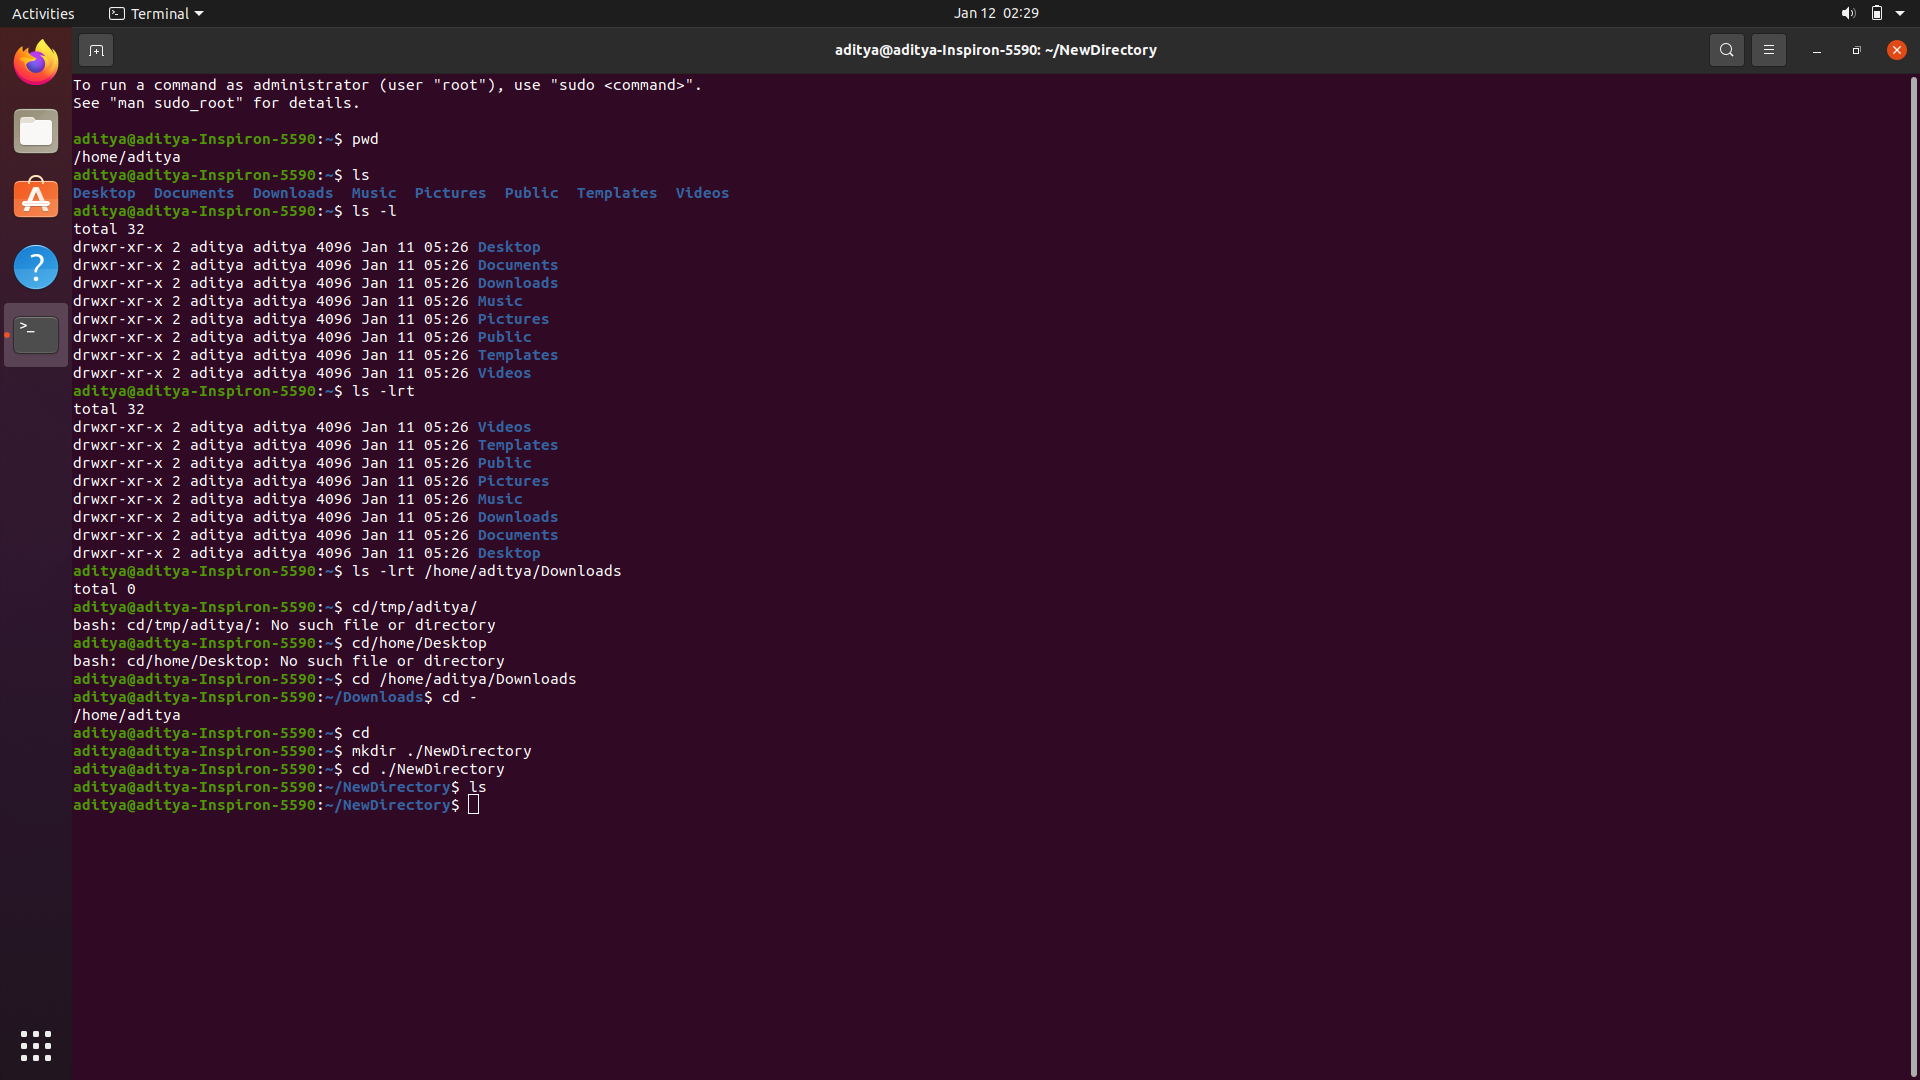 Activities Terminal Jan 12 02:29
aditya@aditya-Inspiron-5590: ~/NewDirectory
To run a command as administrator (user "root"), use "sudo <command>".
See "man sudo_root" for details.
aditya@aditya-Inspiron-5590:~$ pwd
/home/aditya
aditya@aditya-Inspiron-5590:~$ ls
Desktop  Documents  Downloads  Music  Pictures  Public  Templates  Videos
aditya@aditya-Inspiron-5590:~$ ls -l
total 32
drwxr-xr-x 2 aditya aditya 4096 Jan 11 05:26 Desktop
drwxr-xr-x 2 aditya aditya 4096 Jan 11 05:26 Documents
drwxr-xr-x 2 aditya aditya 4096 Jan 11 05:26 Downloads
drwxr-xr-x 2 aditya aditya 4096 Jan 11 05:26 Music
drwxr-xr-x 2 aditya aditya 4096 Jan 11 05:26 Pictures
drwxr-xr-x 2 aditya aditya 4096 Jan 11 05:26 Public
drwxr-xr-x 2 aditya aditya 4096 Jan 11 05:26 Templates
drwxr-xr-x 2 aditya aditya 4096 Jan 11 05:26 Videos
aditya@aditya-Inspiron-5590:~$ ls -lrt
total 32
drwxr-xr-x 2 aditya aditya 4096 Jan 11 05:26 Videos
drwxr-xr-x 2 aditya aditya 4096 Jan 11 05:26 Templates
drwxr-xr-x 2 aditya aditya 4096 Jan 11 05:26 Public
drwxr-xr-x 2 aditya aditya 4096 Jan 11 05:26 Pictures
drwxr-xr-x 2 aditya aditya 4096 Jan 11 05:26 Music
drwxr-xr-x 2 aditya aditya 4096 Jan 11 05:26 Downloads
drwxr-xr-x 2 aditya aditya 4096 Jan 11 05:26 Documents
drwxr-xr-x 2 aditya aditya 4096 Jan 11 05:26 Desktop
aditya@aditya-Inspiron-5590:~$ ls -lrt /home/aditya/Downloads
total 0
aditya@aditya-Inspiron-5590:~$ cd/tmp/aditya/
bash: cd/tmp/aditya/: No such file or directory
aditya@aditya-Inspiron-5590:~$ cd/home/Desktop
bash: cd/home/Desktop: No such file or directory
aditya@aditya-Inspiron-5590:~$ cd /home/aditya/Downloads
aditya@aditya-Inspiron-5590:~/Downloads$ cd -
/home/aditya
aditya@aditya-Inspiron-5590:~$ cd
aditya@aditya-Inspiron-5590:~$ mkdir ./NewDirectory
aditya@aditya-Inspiron-5590:~$ cd ./NewDirectory
aditya@aditya-Inspiron-5590:~/NewDirectory$ ls
aditya@aditya-Inspiron-5590:~/NewDirectory$